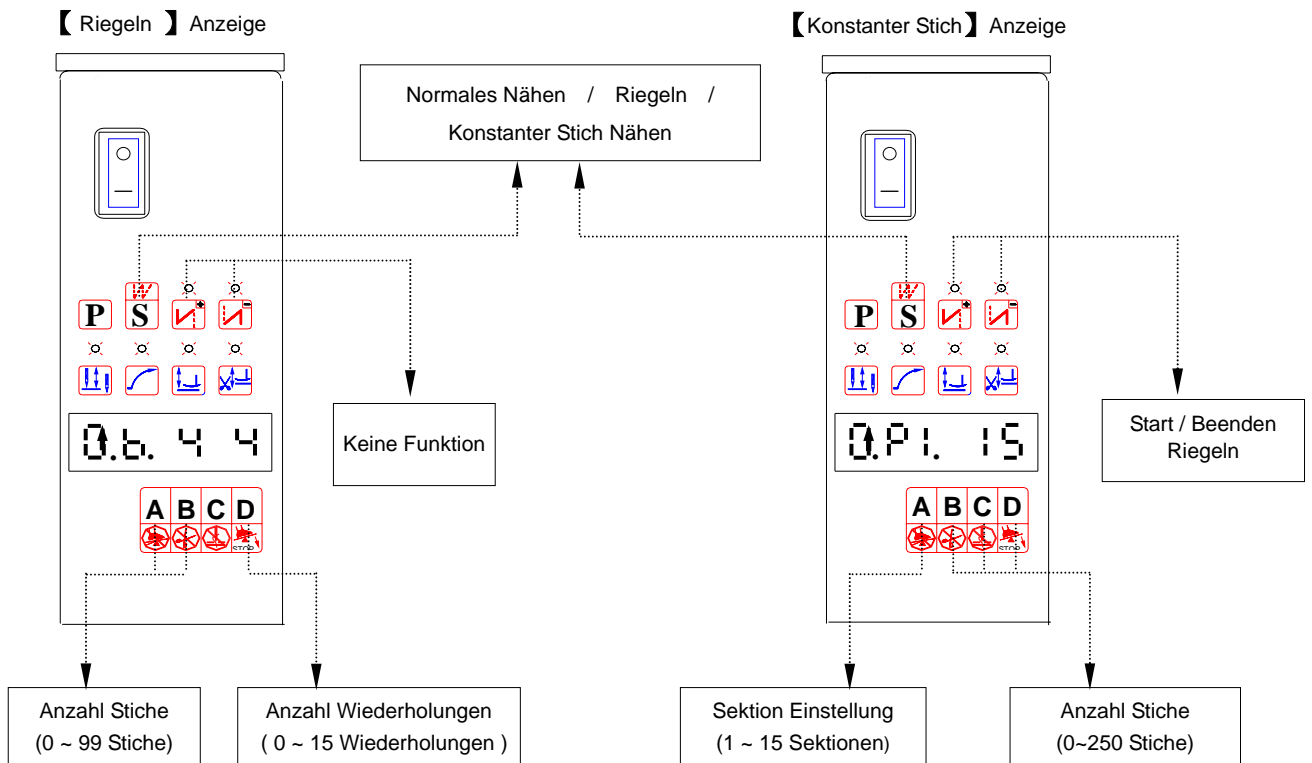 【 Riegeln 】 Anzeige
【Konstanter Stich】 Anzeige
Normales Nähen / Riegeln /
Konstanter Stich Nähen
P S
P S
0.b. 4 4
0.P1. 15
Keine Funktion
Start / Beenden
Riegeln
A B C D
STOP
A B C D
STOP
Anzahl Stiche
(0 ~ 99 Stiche)
Anzahl Wiederholungen
( 0 ~ 15 Wiederholungen )
Sektion Einstellung
(1 ~ 15 Sektionen)
Anzahl Stiche
(0~250 Stiche)